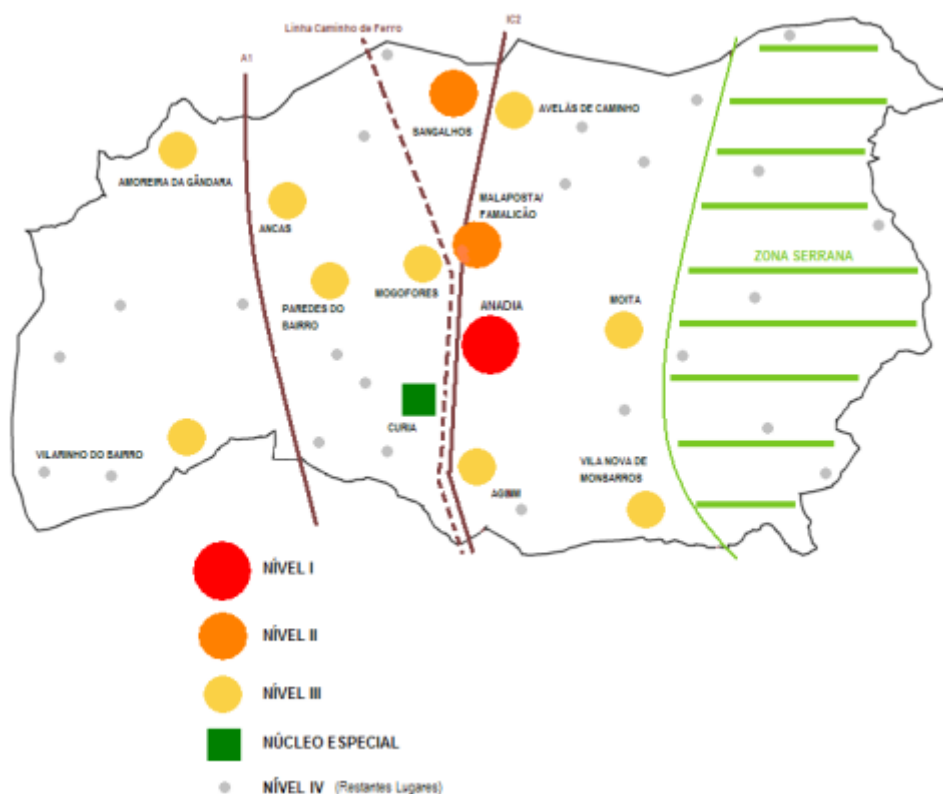 IC2
Linha Caminho de Ferro
A1
AVELÃS DE CAMINHO
SANGALHOS
AMOREIRA DA GÂNDARA
MALAPOSTA/
FAMALICÃO
ANCAS
ZONA SERRANA
MOGOFORES
MOITA
ANADIA
PAREDES DO
BAIRRO
CURIA
VILARINHO DO BAIRRO
VILA NOVA DE
MONSARROS
AGUIM
NÍVEL I
NÍVEL II
NÍVEL III
NÚCLEO ESPECIAL
NÍVEL IV (Restantes Lugares)